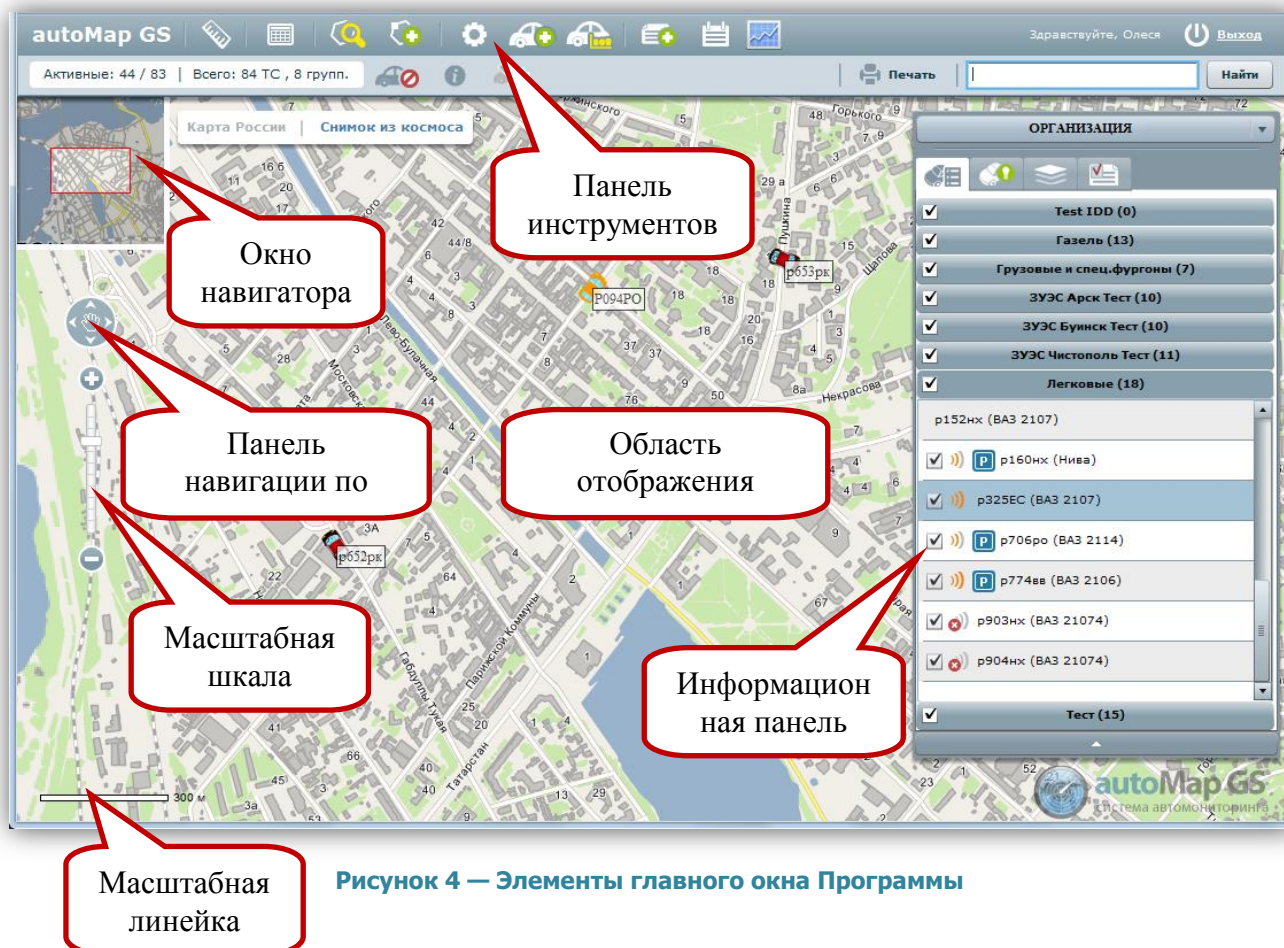 autoMap GS
Здравствуйте, Олеся
Выход
Активные: 44 / 83 | Всего: 84 ТС , 8 групп.
Печать
Найти
Карта России | Снимок из космоса
Панель
инструментов
Окно
навигатора
Панель
навигации по
Область
отображения
Масштабная
шкала
Информацион
ная панель
Масштабная
линейка
ОРГАНИЗАЦИЯ
Test IDD (0)
Газель (13)
Грузовые и спец.фургоны (7)
ЗУЭС Арск Тест (10)
ЗУЭС Буинск Тест (10)
ЗУЭС Чистополь Тест (11)
Легковые (18)
р152нх (ВАЗ 2107)
P р160нх (Нива)
р325ЕС (ВАЗ 2107)
P р706ро (ВАЗ 2114)
P р774вв (ВАЗ 2106)
р903нх (ВАЗ 21074)
р904нх (ВАЗ 21074)
Тест (15)
р653рк
Р094РО
р652рк
Горького
Пушкина
Щапова
Некрасова
Лево-Булачная
Московская
Парижской Коммуны
Габдуллы Тукая
Татарстан
300 м
autoMap GS
система автомониторинга
Рисунок 4 — Элементы главного окна Программы